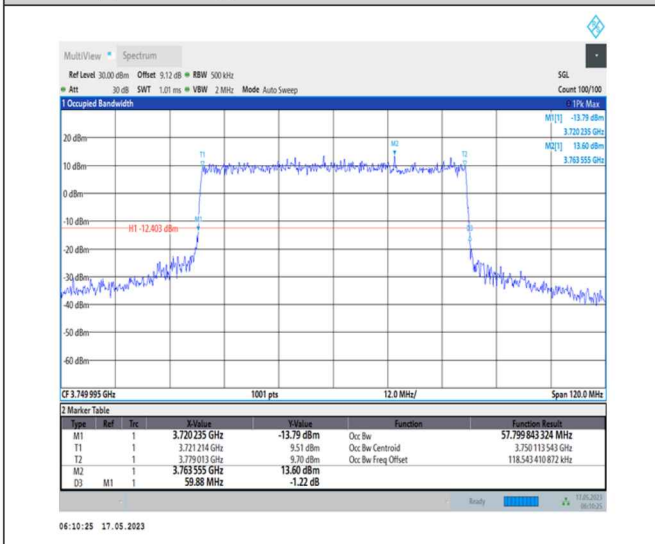 MultiView Spectrum
Ref Level 30.00 dBm Offset 9.12 dB RBW 500 kHz SGL
Att 30 dB SWT 1.01 ms VBW 2 MHz Mode Auto Sweep Count 100/100
1 Occupied Bandwidth 1Pk Max
M1[1] -13.79 dBm
3.720 235 GHz
M2[1] 13.60 dBm
3.763 555 GHz
20 dBm
M2
T1
T2
10 dBm
0 dBm
-10 dBm
M1
H1 -12.403 dBm
D3
-20 dBm
-30 dBm
-40 dBm
-50 dBm
-60 dBm
CF 3.749 995 GHz 1001 pts 12.0 MHz/ Span 120.0 MHz
2 Marker Table
Type Ref Trc X-Value Y-Value Function Function Result
M1 1 3.720 235 GHz -13.79 dBm Occ Bw 57.799 843 324 MHz
T1 1 3.721 214 GHz 9.51 dBm Occ Bw Centroid 3.750 113 543 GHz
T2 1 3.779 013 GHz 9.70 dBm Occ Bw Freq Offset 118.543 410 872 kHz
M2 1 3.763 555 GHz 13.60 dBm
D3 M1 1 59.88 MHz -1.22 dB
Ready 17.05.2023
06:10:25
06:10:25 17.05.2023